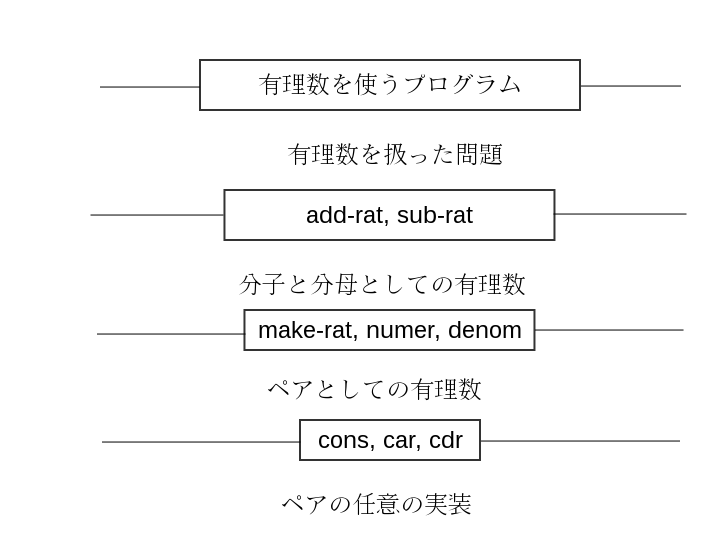 有理数を使うプログラム
有理数を扱った問題
add-rat, sub-rat
分子と分母としての有理数
make-rat, numer, denom
ペアとしての有理数
cons, car, cdr
ペアの任意の実装